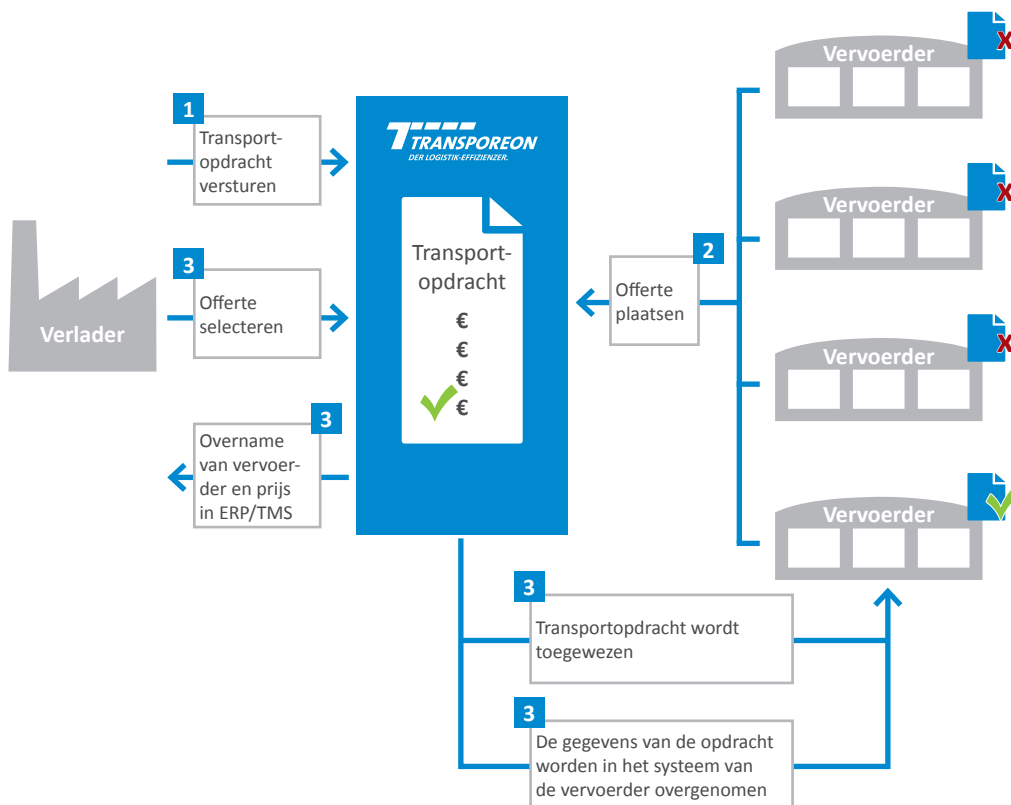 1
Transport-
opdracht
versturen
3
Offerte
selecteren
Verlader
3
Overname
van vervoer-
der en prijs
in ERP/TMS
TRANSPOREON
DER LOGISTIK-EFFIZIENZER.
Transport-
opdracht
€
€
€
€
2
Offerte
plaatsen
Vervoerder
X
Vervoerder
X
Vervoerder
X
Vervoerder
3
Transportopdracht wordt
toegewezen
3
De gegevens van de opdracht
worden in het systeem van
de vervoerder overgenomen